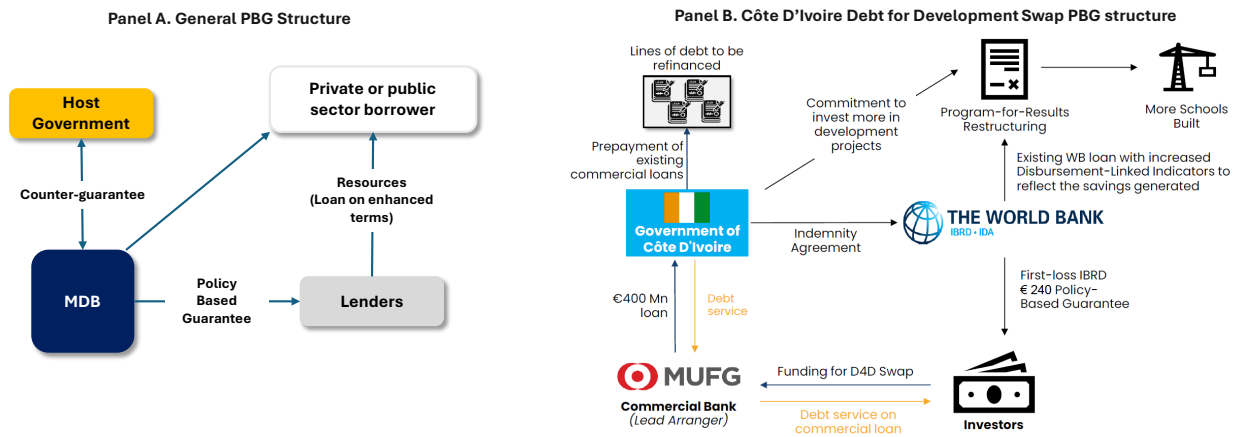 Panel A. General PBG Structure
Host
Government
Private or public
sector borrower
Counter-guarantee
Resources
(Loan on enhanced
terms)
MDB
Policy
Based
Guarantee
Lenders
Panel B. Côte D’Ivoire Debt for Development Swap PBG structure
Lines of debt to be
refinanced
Commitment to
invest more in
development
projects
Program-for-Results
Restructuring
More Schools
Built
Prepayment of
existing
commercial loans
Existing WB loan with increased
Disbursement-Linked Indicators to
reflect the savings generated
Government of
Côte D'Ivoire
Indemnity
Agreement
THE WORLD BANK
IBRD • IDA
€400 Mn
loan
Debt
service
First-loss IBRD
€ 240 Policy-
Based Guarantee
MUFG
Commercial Bank
(Lead Arranger)
Funding for D4D Swap
Debt service on
commercial loan
Investors